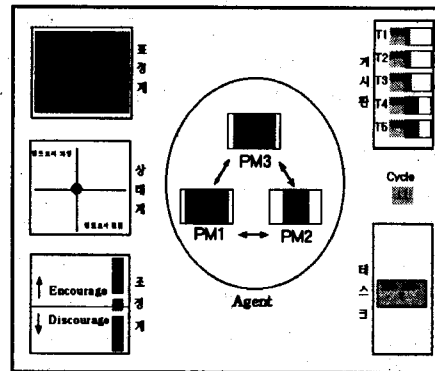 표정계
상태계
Encourage
Discourage
조정계
PM3
PM1
PM2
Agent
게시판
T1
T2
T3
T4
T5
Cycle
태스크